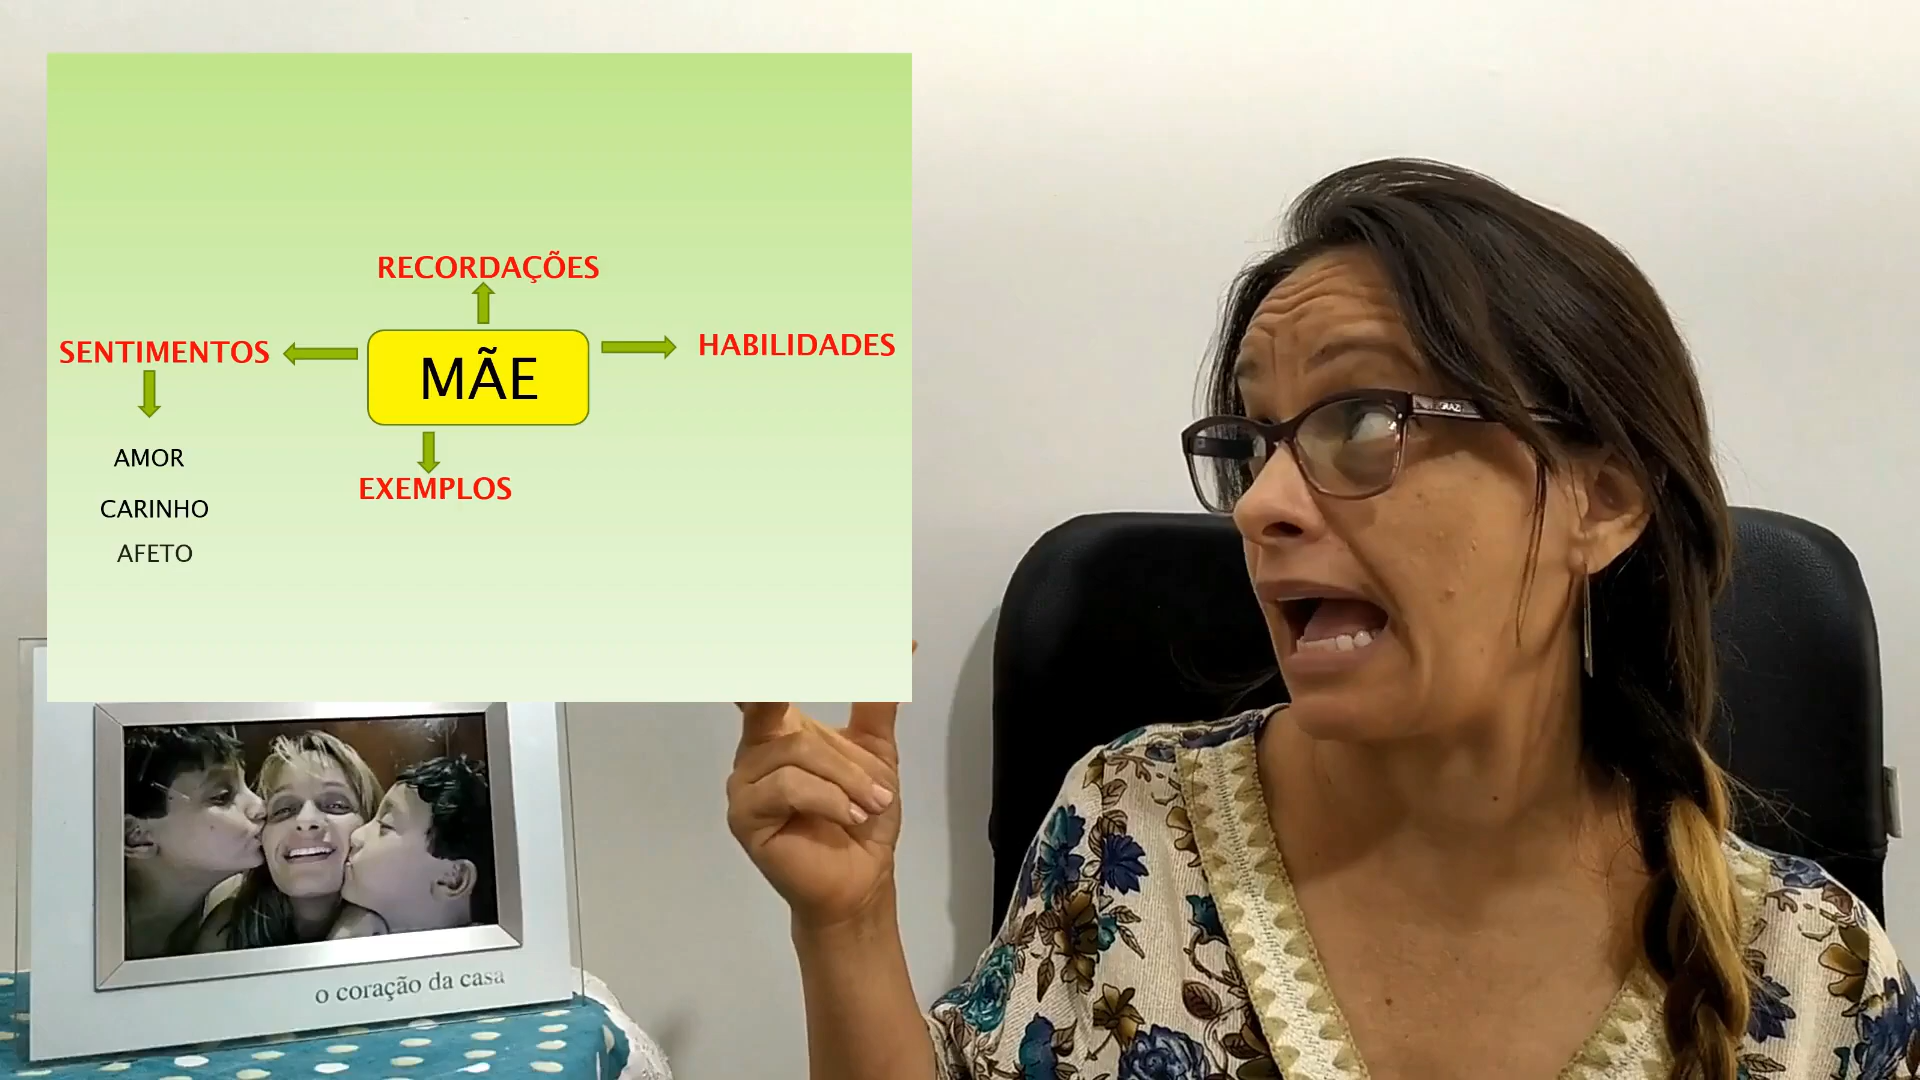 RECORDAÇÕES
SENTIMENTOS
MÃE
HABILIDADES
AMOR
CARINHO
AFETO
EXEMPLOS
o coração da casa